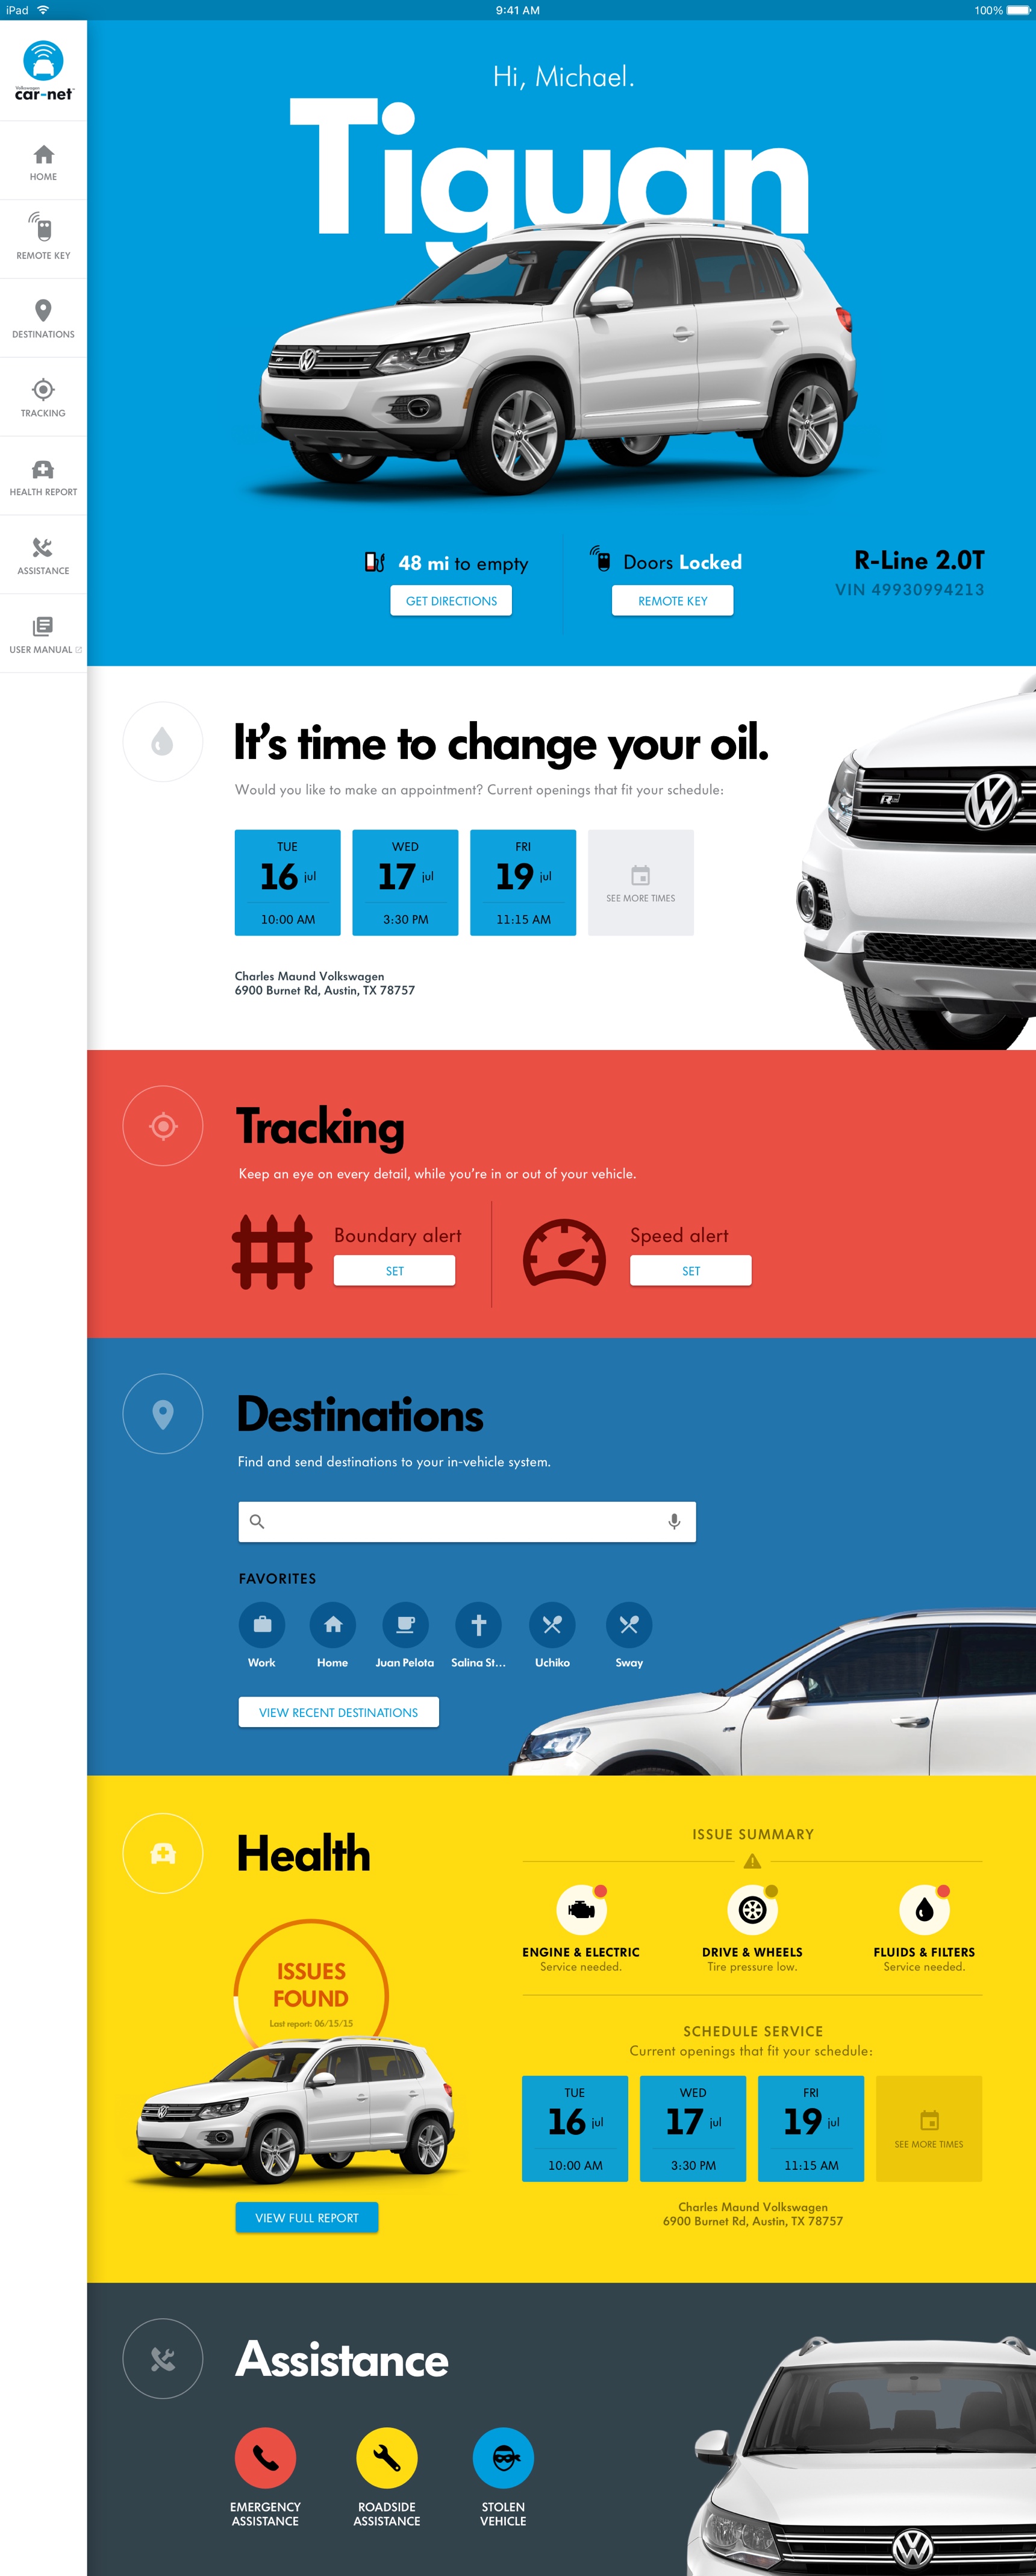 iPad
9:41 AM
100%
Volkswagen
car-net
HOME
REMOTE KEY
DESTINATIONS
TRACKING
HEALTH REPORT
ASSISTANCE
USER MANUAL
Hi, Michael.
Tiguan
48 mi to empty
GET DIRECTIONS
Doors Locked
REMOTE KEY
R-Line 2.0T
VIN 49930994213
It's time to change your oil.
Would you like to make an appointment? Current openings that fit your schedule:
TUE
16 jul
10:00 AM
WED
17 jul
3:30 PM
FRI
19 jul
11:15 AM
SEE MORE TIMES
Charles Maund Volkswagen
6900 Burnet Rd, Austin, TX 78757
Tracking
Keep an eye on every detail, while you're in or out of your vehicle.
Boundary alert
SET
Speed alert
SET
Destinations
Find and send destinations to your in-vehicle system.
FAVORITES
Work
Home
Juan Pelota
Salina St...
Uchiko
Sway
VIEW RECENT DESTINATIONS
Health
ISSUES
FOUND
Last report: 06/15/15
VIEW FULL REPORT
ISSUE SUMMARY
ENGINE & ELECTRIC
Service needed.
DRIVE & WHEELS
Tire pressure low.
FLUIDS & FILTERS
Service needed.
SCHEDULE SERVICE
Current openings that fit your schedule:
TUE
16 jul
10:00 AM
WED
17 jul
3:30 PM
FRI
19 jul
11:15 AM
SEE MORE TIMES
Charles Maund Volkswagen
6900 Burnet Rd, Austin, TX 78757
Assistance
EMERGENCY
ASSISTANCE
ROADSIDE
ASSISTANCE
STOLEN
VEHICLE